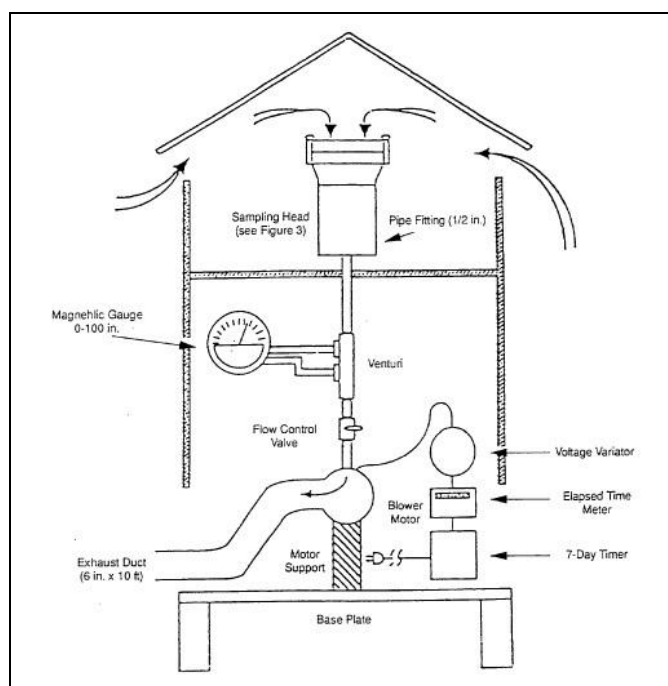 Sampling Head
(see Figure 3)
Pipe Fitting (1/2 in.)
Magnehlic Gauge
0-100 in.
Venturi
Flow Control
Valve
Voltage Variator
Blower
Motor
Elapsed Time
Meter
Exhaust Duct
(6 in. x 10 ft)
Motor
Support
7-Day Timer
Base Plate